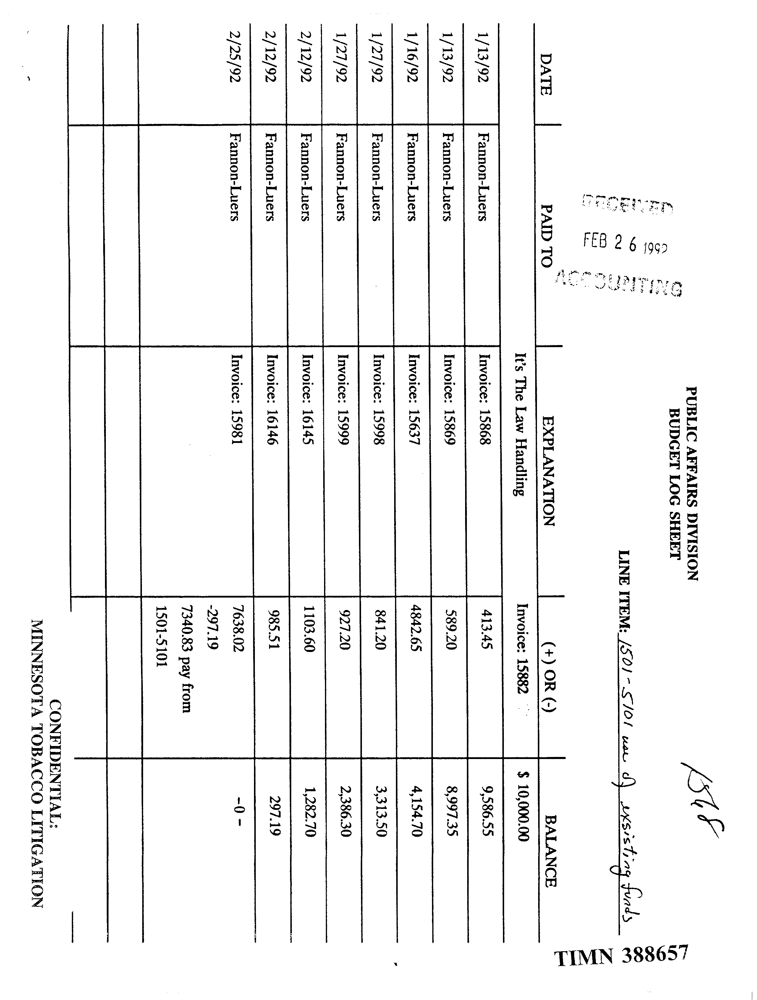 1568
PUBLIC AFFAIRS DIVISION
BUDGET LOG SHEET
RECEIVED
FEB 26 1992
ACCOUNTING
LINE ITEM: 1501-5101 use of exsisting funds
DATE PAID TO EXPLANATION (+) OR (-) BALANCE
It's The Law Handling Invoice: 15882 $ 10,000.00
1/13/92 Fannon-Luers Invoice: 15868 413.45 9,586.55
1/13/92 Fannon-Luers Invoice: 15869 589.20 8,997.35
1/16/92 Fannon-Luers Invoice: 15637 4842.65 4,154.70
1/27/92 Fannon-Luers Invoice: 15998 841.20 3,313.50
1/27/92 Fannon-Luers Invoice: 15999 927.20 2,386.30
2/12/92 Fannon-Luers Invoice: 16145 1103.60 1,282.70
2/12/92 Fannon-Luers Invoice: 16146 985.51 297.19
2/25/92 Fannon-Luers Invoice: 15981 7638.02 -0-
-297.19
7340.83 pay from
1501-5101
CONFIDENTIAL:
MINNESOTA TOBACCO LITIGATION
TIMN 388657